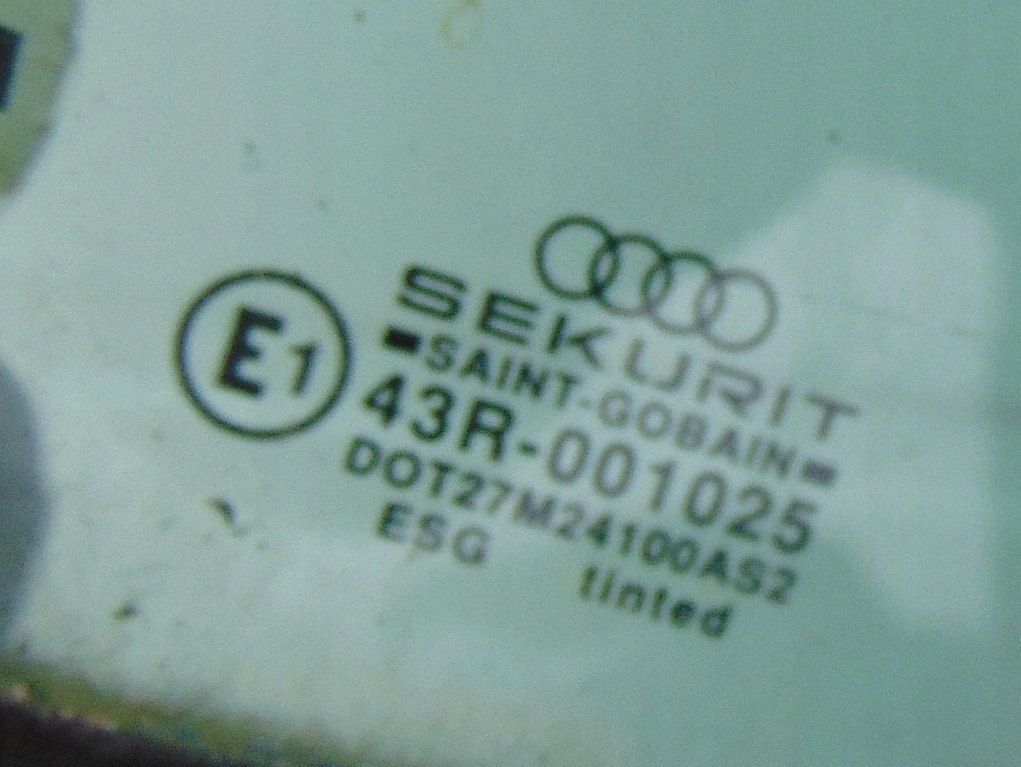 SEKURIT
SAINT-GOBAIN
E1
43R-001025
DOT27M24100AS2
ESG tinted